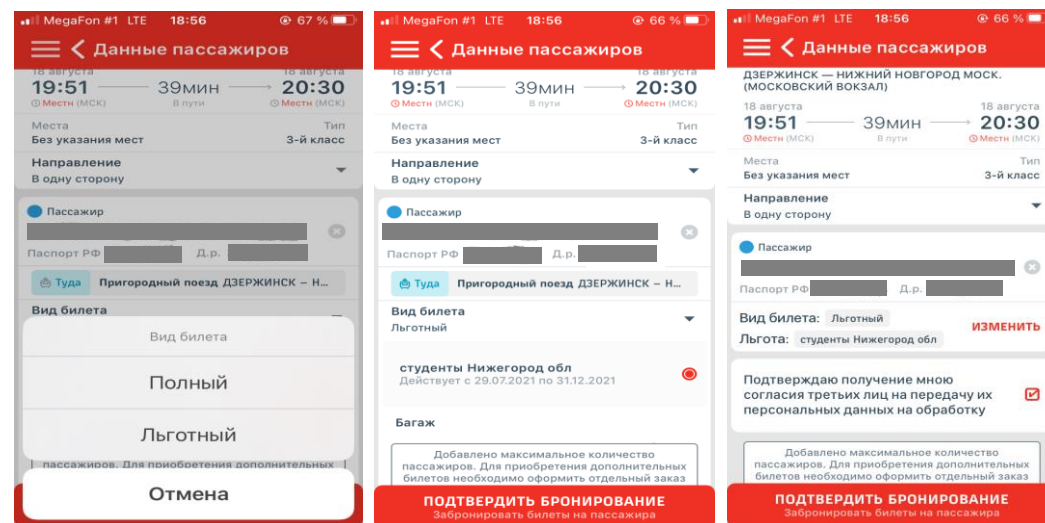 MegaFon #1 LTE 18:56 67 %
Данные пассажиров
18 августа 18 августа
19:51 39мин 20:30
Местн (МСК) В пути Местн (МСК)
Места Тип
Без указания мест 3-й класс
Направление
В одну сторону
Пассажир
Паспорт РФ Д.р.
Туда Пригородный поезд ДЗЕРЖИНСК – Н...
Вид билета
Вид билета
Полный
Льготный
пассажиров. Для приобретения дополнительных
Отмена
MegaFon #1 LTE 18:56 66 %
Данные пассажиров
18 августа 18 августа
19:51 39мин 20:30
Местн (МСК) В пути Местн (МСК)
Места Тип
Без указания мест 3-й класс
Направление
В одну сторону
Пассажир
Паспорт РФ Д.р.
Туда Пригородный поезд ДЗЕРЖИНСК – Н...
Вид билета
Льготный
студенты Нижегород обл
Действует с 29.07.2021 по 31.12.2021
Багаж
Добавлено максимальное количество
пассажиров. Для приобретения дополнительных
билетов необходимо оформить отдельный заказ
ПОДТВЕРДИТЬ БРОНИРОВАНИЕ
Забронировать билеты на пассажира
MegaFon #1 LTE 18:56 66 %
Данные пассажиров
ДЗЕРЖИНСК — НИЖНИЙ НОВГОРОД МОСК.
(МОСКОВСКИЙ ВОКЗАЛ)
18 августа 18 августа
19:51 39мин 20:30
Местн (МСК) В пути Местн (МСК)
Места Тип
Без указания мест 3-й класс
Направление
В одну сторону
Пассажир
Паспорт РФ Д.р.
Вид билета: Льготный
ИЗМЕНИТЬ
Льгота: студенты Нижегород обл
Подтверждаю получение мною
согласия третьих лиц на передачу их
персональных данных на обработку
Добавлено максимальное количество
пассажиров. Для приобретения дополнительных
билетов необходимо оформить отдельный заказ
ПОДТВЕРДИТЬ БРОНИРОВАНИЕ
Забронировать билеты на пассажира